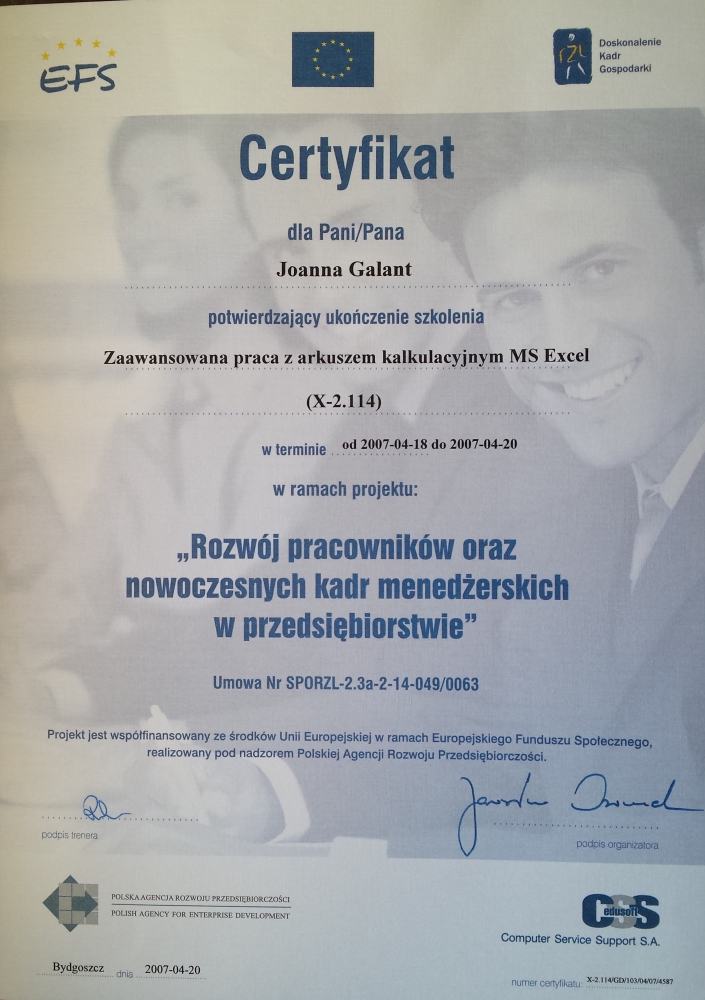 EFS
RZL
Doskonalenie
Kadr
Gospodarki
Certyfikat
dla Pani/Pana
Joanna Galant
potwierdzający ukończenie szkolenia
Zaawansowana praca z arkuszem kalkulacyjnym MS Excel
(X-2.114)
w terminie od 2007-04-18 do 2007-04-20
w ramach projektu:
„Rozwój pracowników oraz
nowoczesnych kadr menedżerskich
w przedsiębiorstwie”
Umowa Nr SPORZL-2.3a-2-14-049/0063
Projekt jest współfinansowany ze środków Unii Europejskiej w ramach Europejskiego Funduszu Społecznego,
realizowany pod nadzorem Polskiej Agencji Rozwoju Przedsiębiorczości.
podpis trenera
podpis organizatora
POLSKA AGENCJA ROZWOJU PRZEDSIĘBIORCZOŚCI
POLISH AGENCY FOR ENTERPRISE DEVELOPMENT
CSS
edusoft
Computer Service Support S.A.
Bydgoszcz dnia 2007-04-20
numer certyfikatu: X-2.114/GD/103/04/07/4587